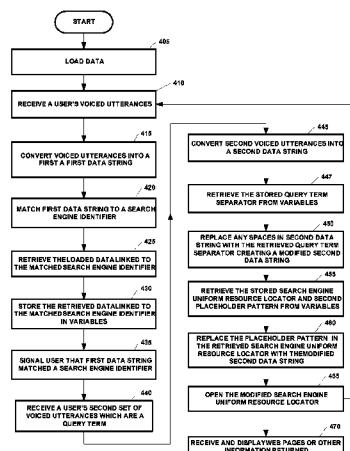 START
405
LOAD DATA
410
RECEIVE A USER'S VOICED UTTERANCES
415
CONVERT VOICED UTTERANCES INTO A
FIRST A FIRST DATA STRING
420
MATCH FIRST DATA STRING TO A SEARCH
ENGINE IDENTIFIER
425
RETRIEVE THE LOADED DATA LINKED TO
THE MATCHED SEARCH ENGINE IDENTIFIER
430
STORE THE RETRIEVED DATA LINKED TO
THE MATCHED SEARCH ENGINE IDENTIFIER
IN VARIABLES
435
SIGNAL USER THAT FIRST DATA STRING
MATCHED A SEARCH ENGINE IDENTIFIER
440
RECEIVE A USER'S SECOND SET OF
VOICED UTTERANCES WHICH ARE A
QUERY TERM
445
CONVERT SECOND VOICED UTTERANCES INTO
A SECOND DATA STRING
447
RETRIEVE THE STORED QUERY TERM
SEPARATOR FROM VARIABLES
450
REPLACE ANY SPACES IN SECOND DATA
STRING WITH THE RETRIEVED QUERY TERM
SEPARATOR CREATING A MODIFIED SECOND
DATA STRING
455
RETRIEVE THE STORED SEARCH ENGINE
UNIFORM RESOURCE LOCATOR AND SECOND
PLACEHOLDER PATTERN FROM VARIABLES
460
REPLACE THE PLACEHOLDER PATTERN IN
THE RETRIEVED SEARCH ENGINE UNIFORM
RESOURCE LOCATOR WITH THE MODIFIED
SECOND DATA STRING
465
OPEN THE MODIFIED SEARCH ENGINE
UNIFORM RESOURCE LOCATOR
470
RECEIVE AND DISPLAY WEB PAGES OR OTHER
INFORMATION RETURNED